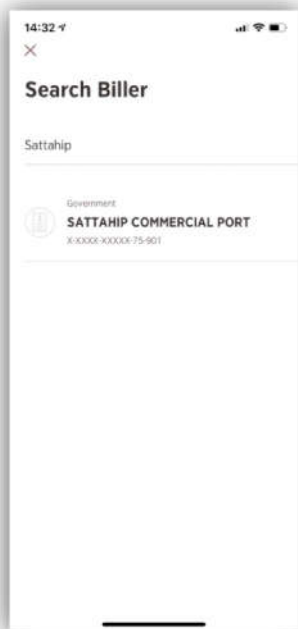 14:32
Search Biller
Sattahip
Government
SATTAHIP COMMERCIAL PORT
X-XXXX-XXXXX-75-901